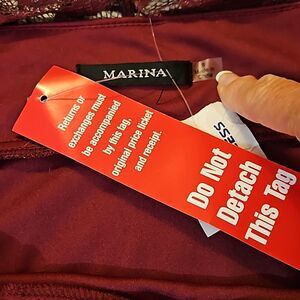 MARINA
Returns or
exchanges must
be accompanied
by this tag,
original price ticket
and receipt.
Do Not
Detach
This Tag